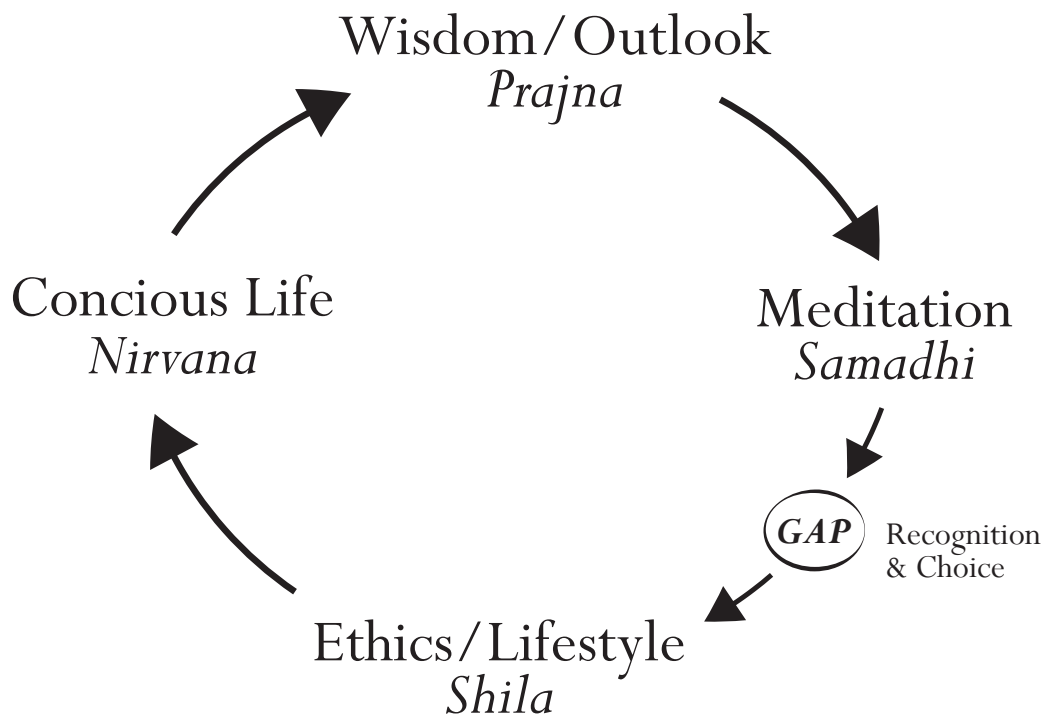 Wisdom/Outlook
Prajna
Meditation
Samadhi
GAP
Recognition
& Choice
Ethics/Lifestyle
Shila
Concious Life
Nirvana